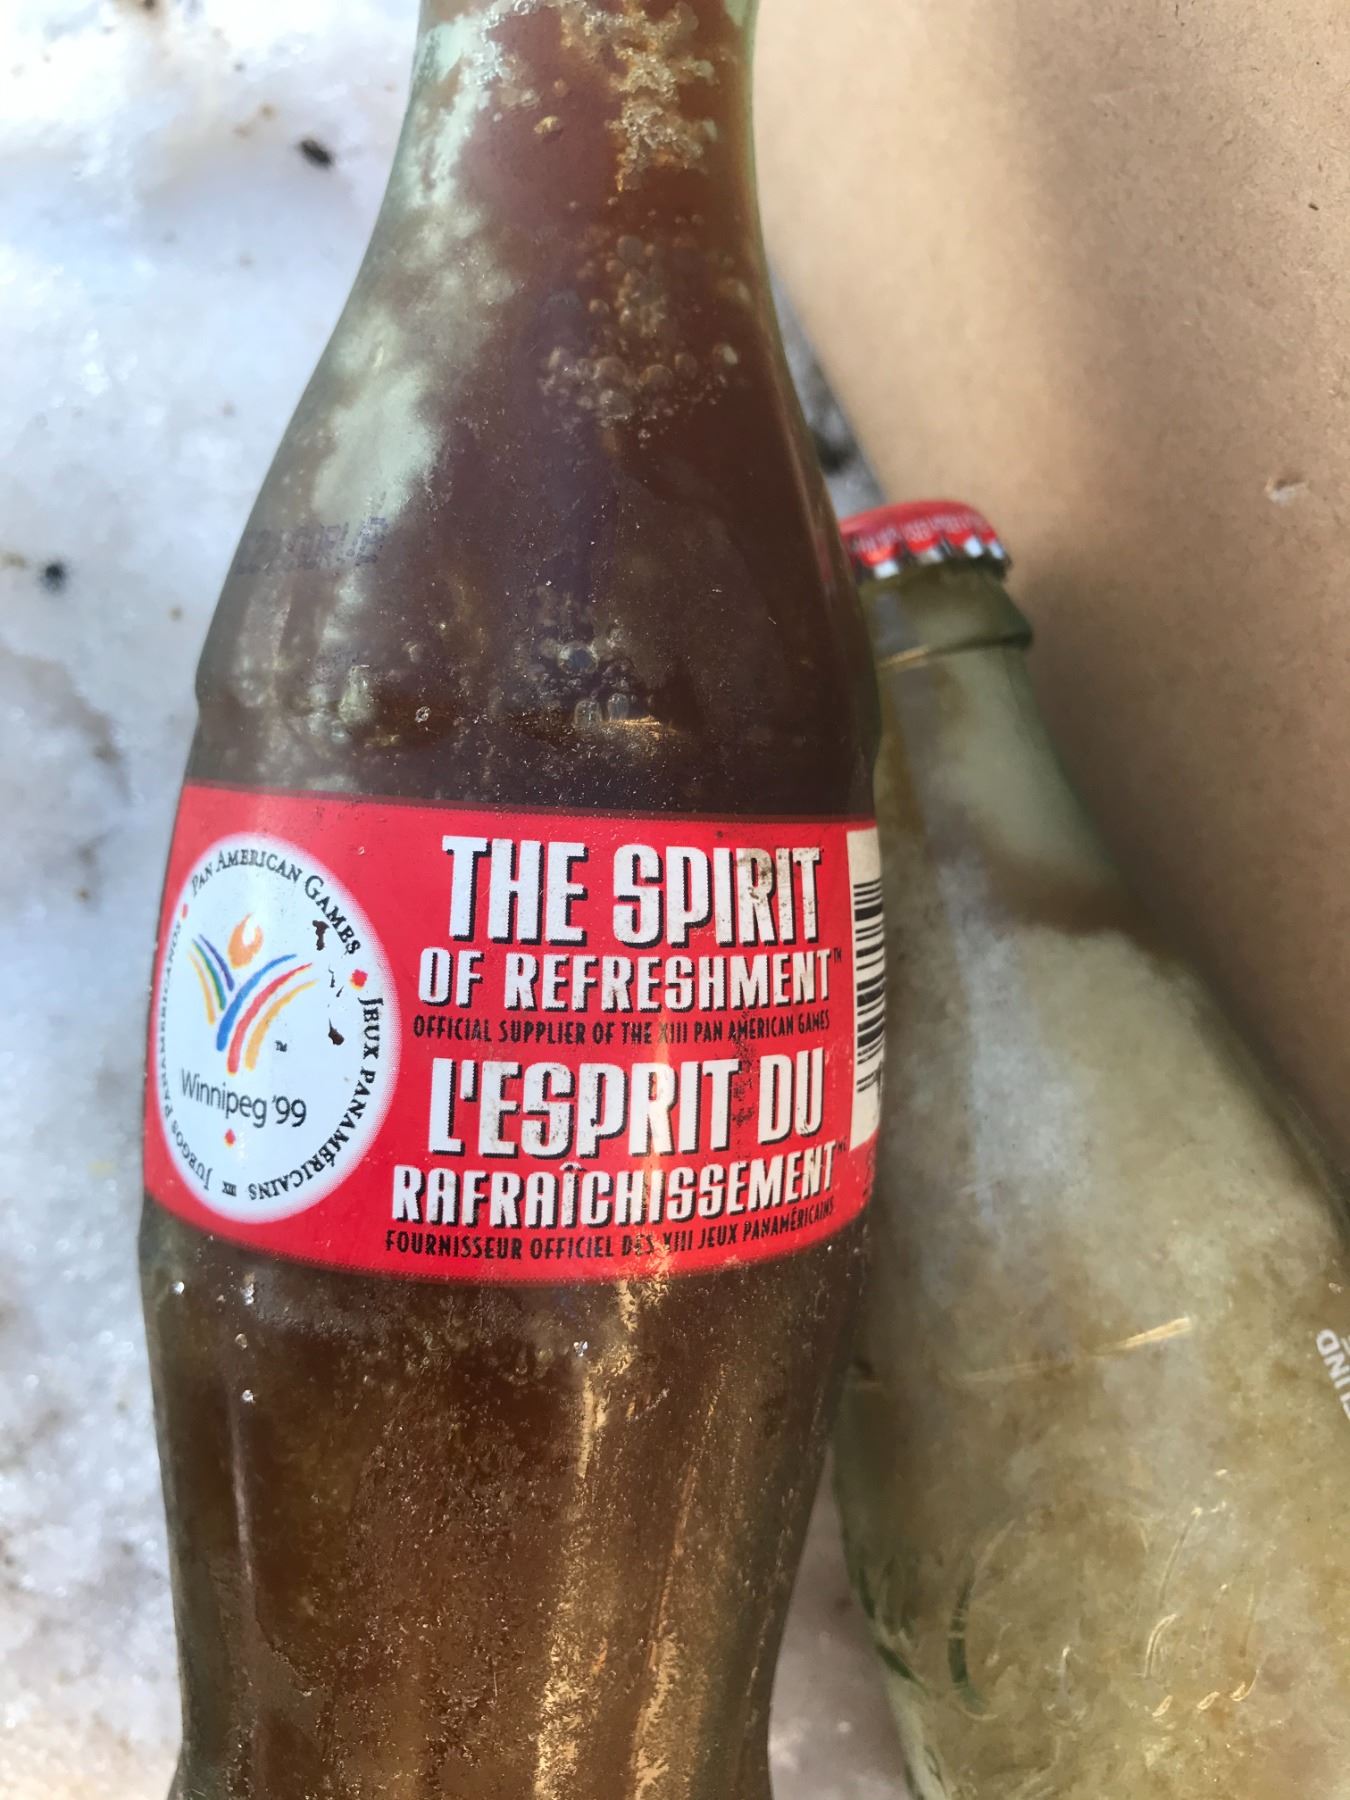 PAN AMERICAN GAMES
JEUX PANAMÉRICAINS
JUEGOS PANAMERICANOS
Winnipeg '99
THE SPIRIT
OF REFRESHMENT™
OFFICIAL SUPPLIER OF THE XIII PAN AMERICAN GAMES
L'ESPRIT DU
RAFRAÎCHISSEMENT
FOURNISSEUR OFFICIEL DES XIII JEUX PANAMÉRICAINS